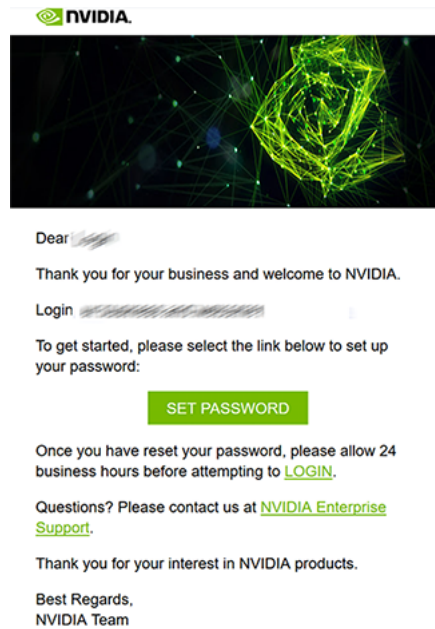 NVIDIA.
Dear
Thank you for your business and welcome to NVIDIA.
Login
To get started, please select the link below to set up
your password:
SET PASSWORD
Once you have reset your password, please allow 24
business hours before attempting to LOGIN.
Questions? Please contact us at NVIDIA Enterprise
Support.
Thank you for your interest in NVIDIA products.
Best Regards,
NVIDIA Team